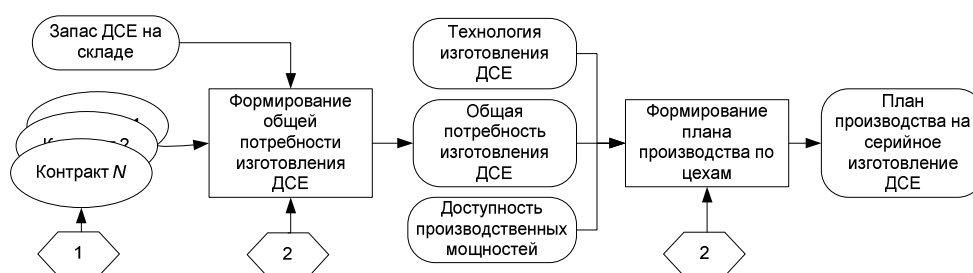 Запас ДСЕ на
складе
Контракт N
1
Формирование
общей
потребности
изготовления
ДСЕ
2
Технология
изготовления
ДСЕ
Общая
потребность
изготовления
ДСЕ
Доступность
производственных
мощностей
Формирование
плана
производства по
цехам
2
План
производства на
серийное
изготовление
ДСЕ